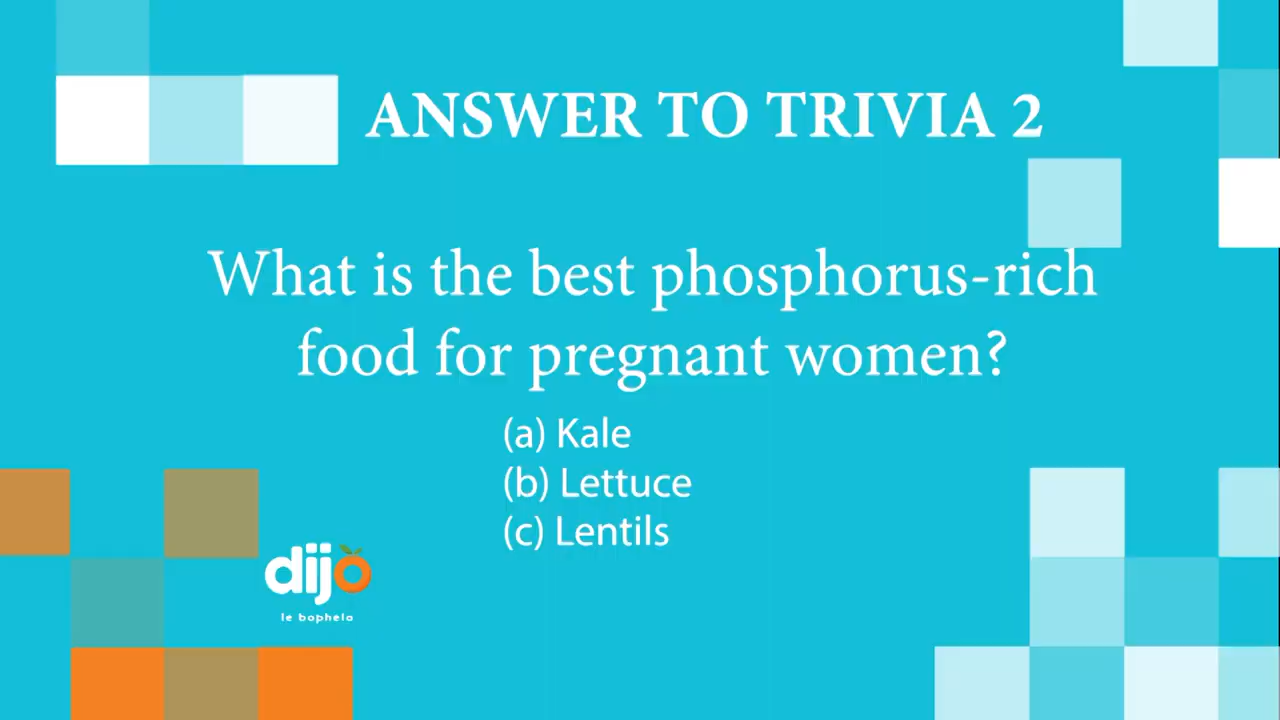 ANSWER TO TRIVIA 2
What is the best phosphorus-rich
food for pregnant women?
(a) Kale
(b) Lettuce
(c) Lentils
dijo
le bophelo